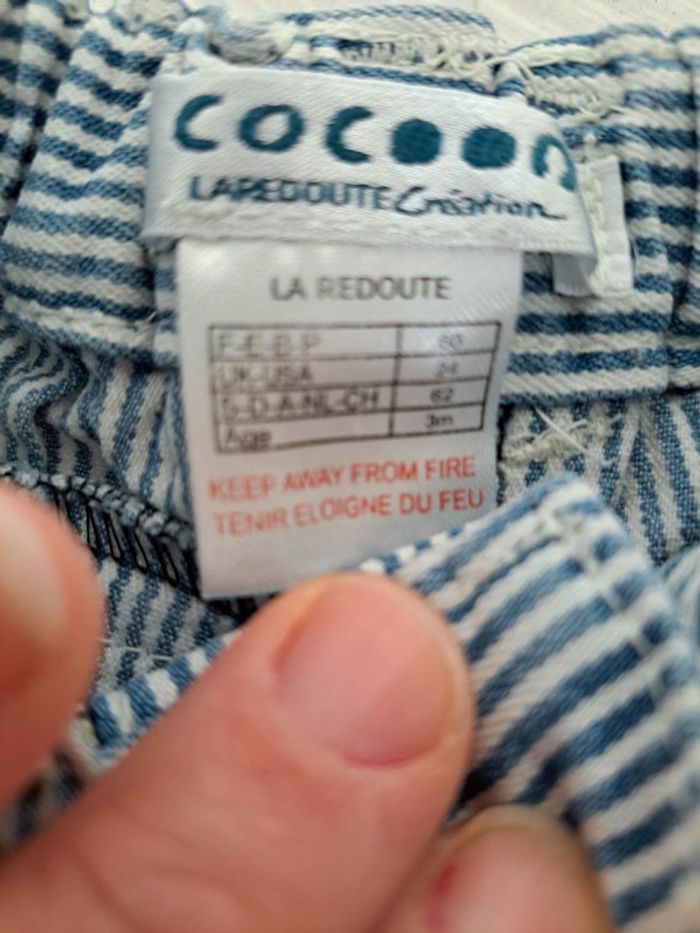 COCOON
LAREDOUTE Création
LA REDOUTE
F-E-B-P 60
UK-USA 24
S-D-A-NL-CH 62
Age 3m
KEEP AWAY FROM FIRE
TENIR ELOIGNE DU FEU